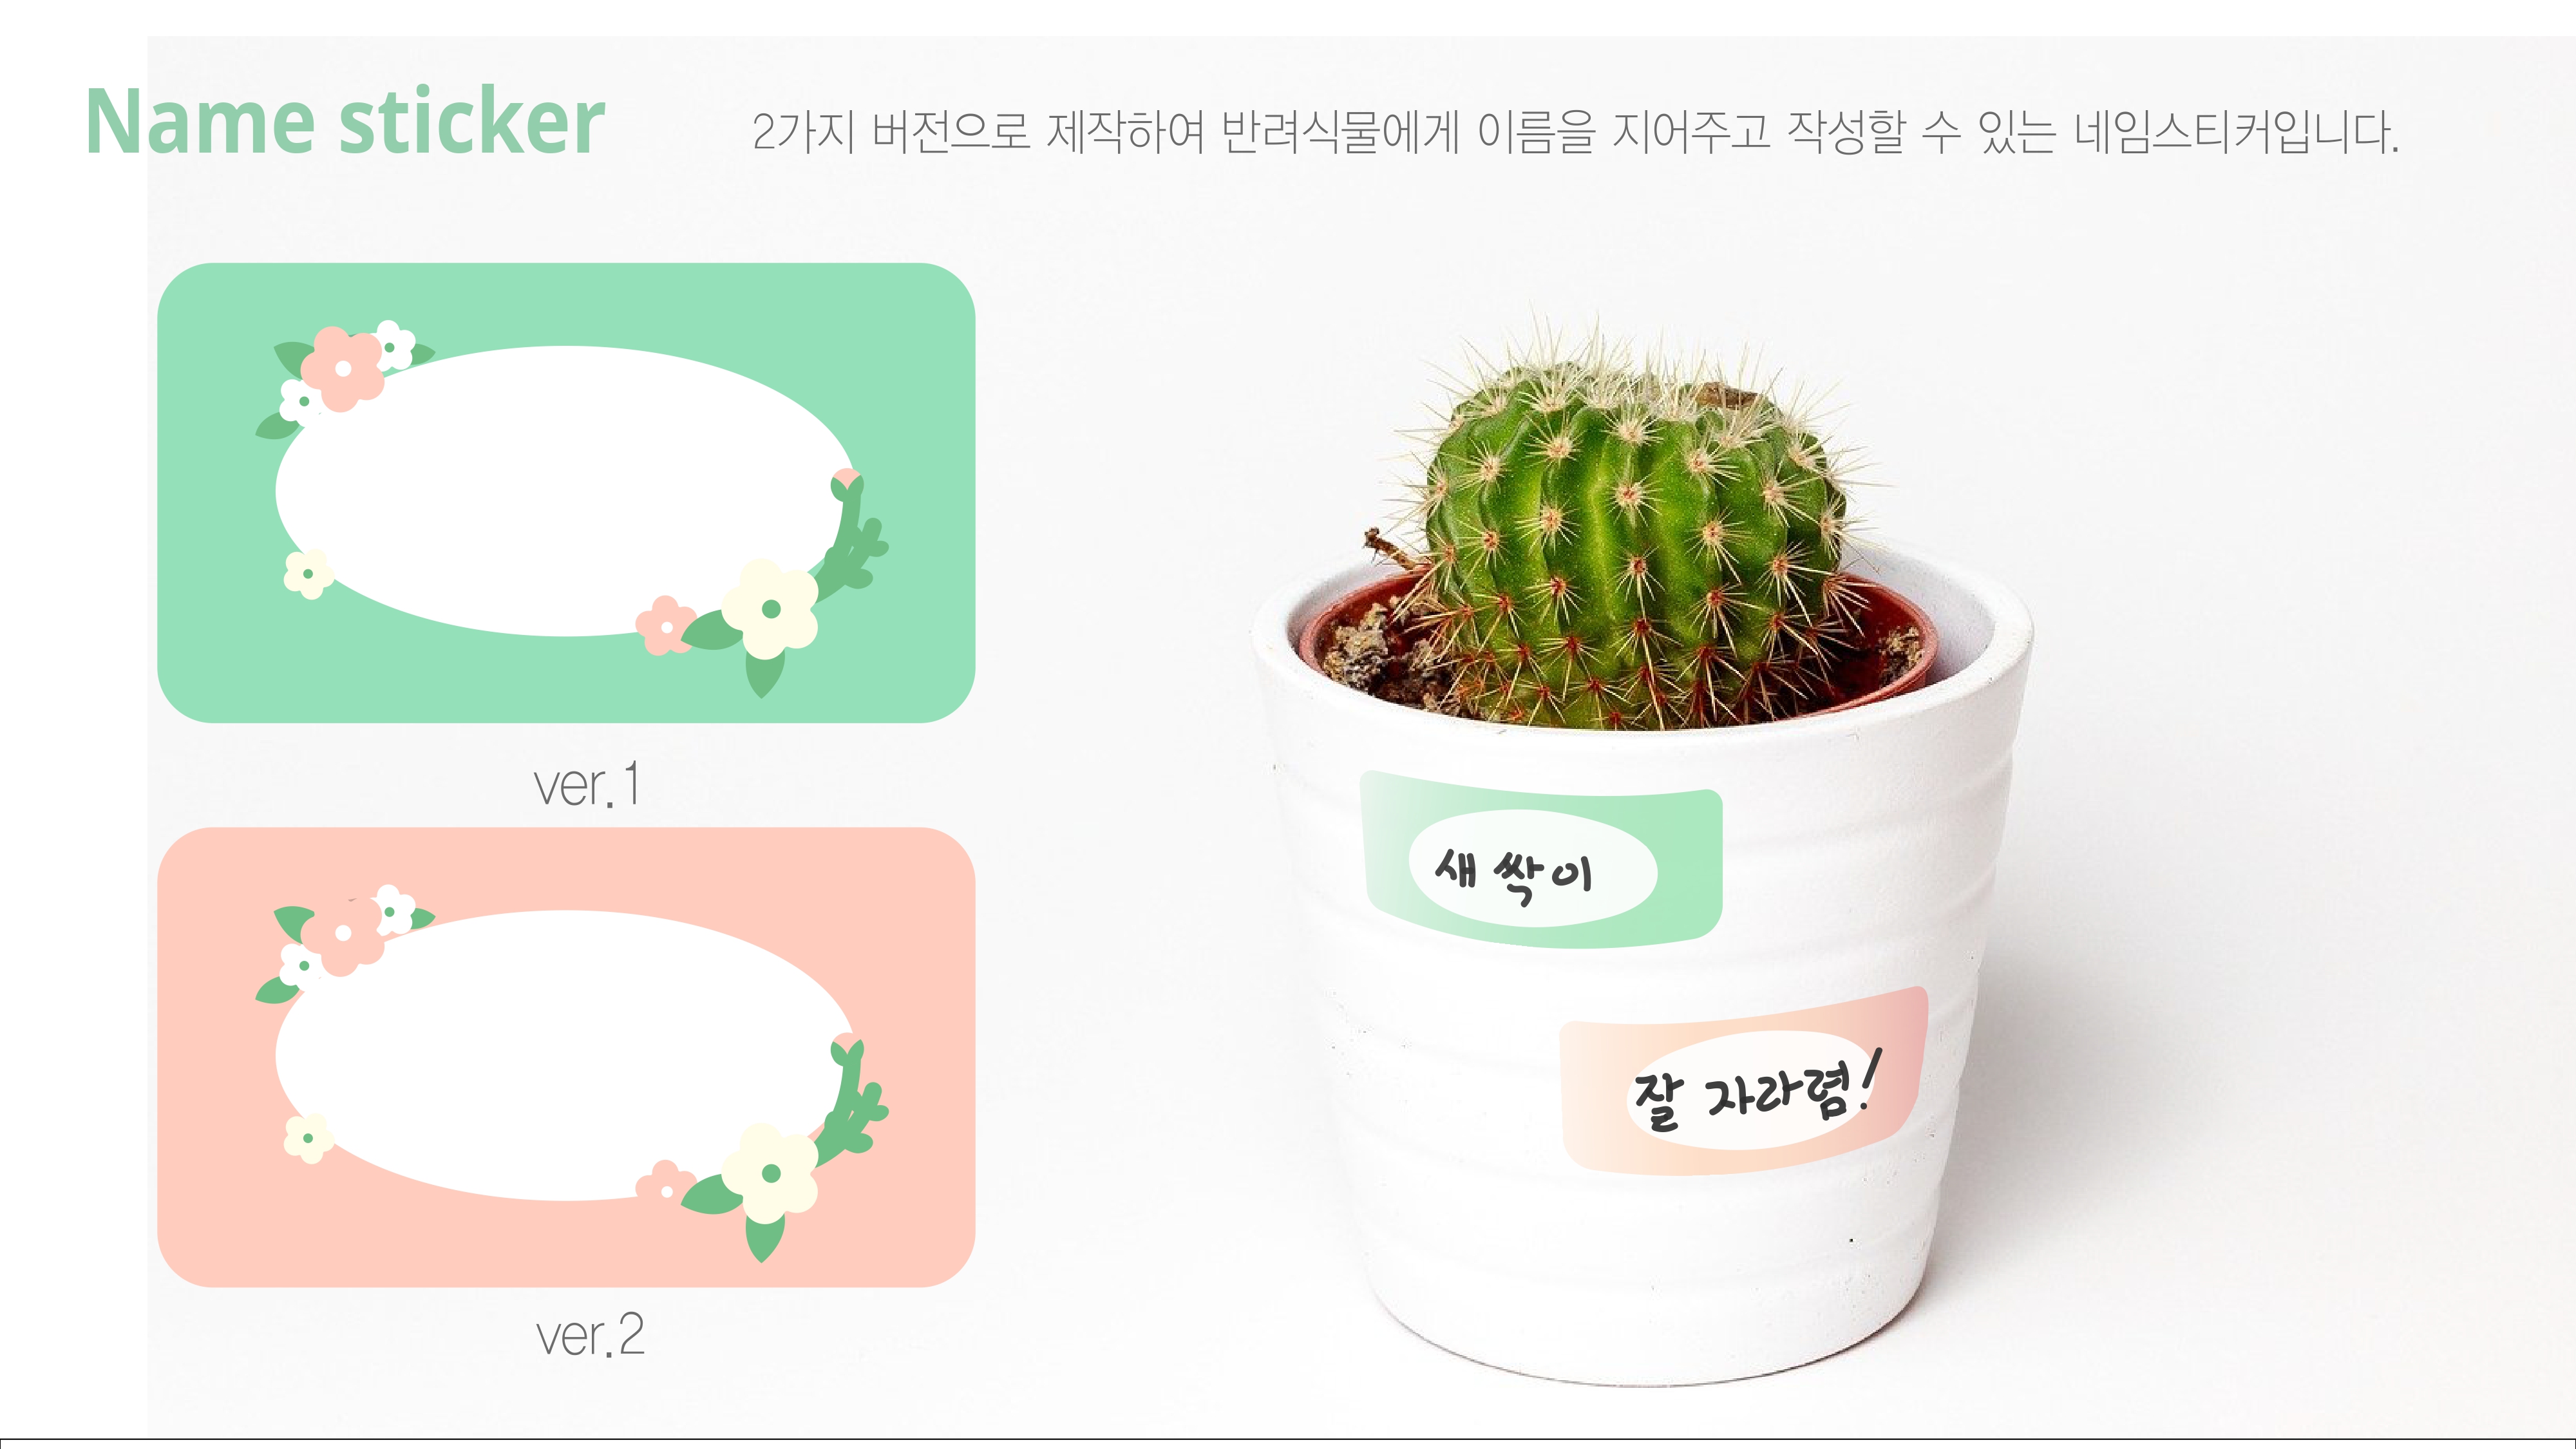 Name sticker
2가지 버전으로 제작하여 반려식물에게 이름을 지어주고 작성할 수 있는 네임스티커입니다.
ver.1
ver.2
새싹이
잘 자라렴!